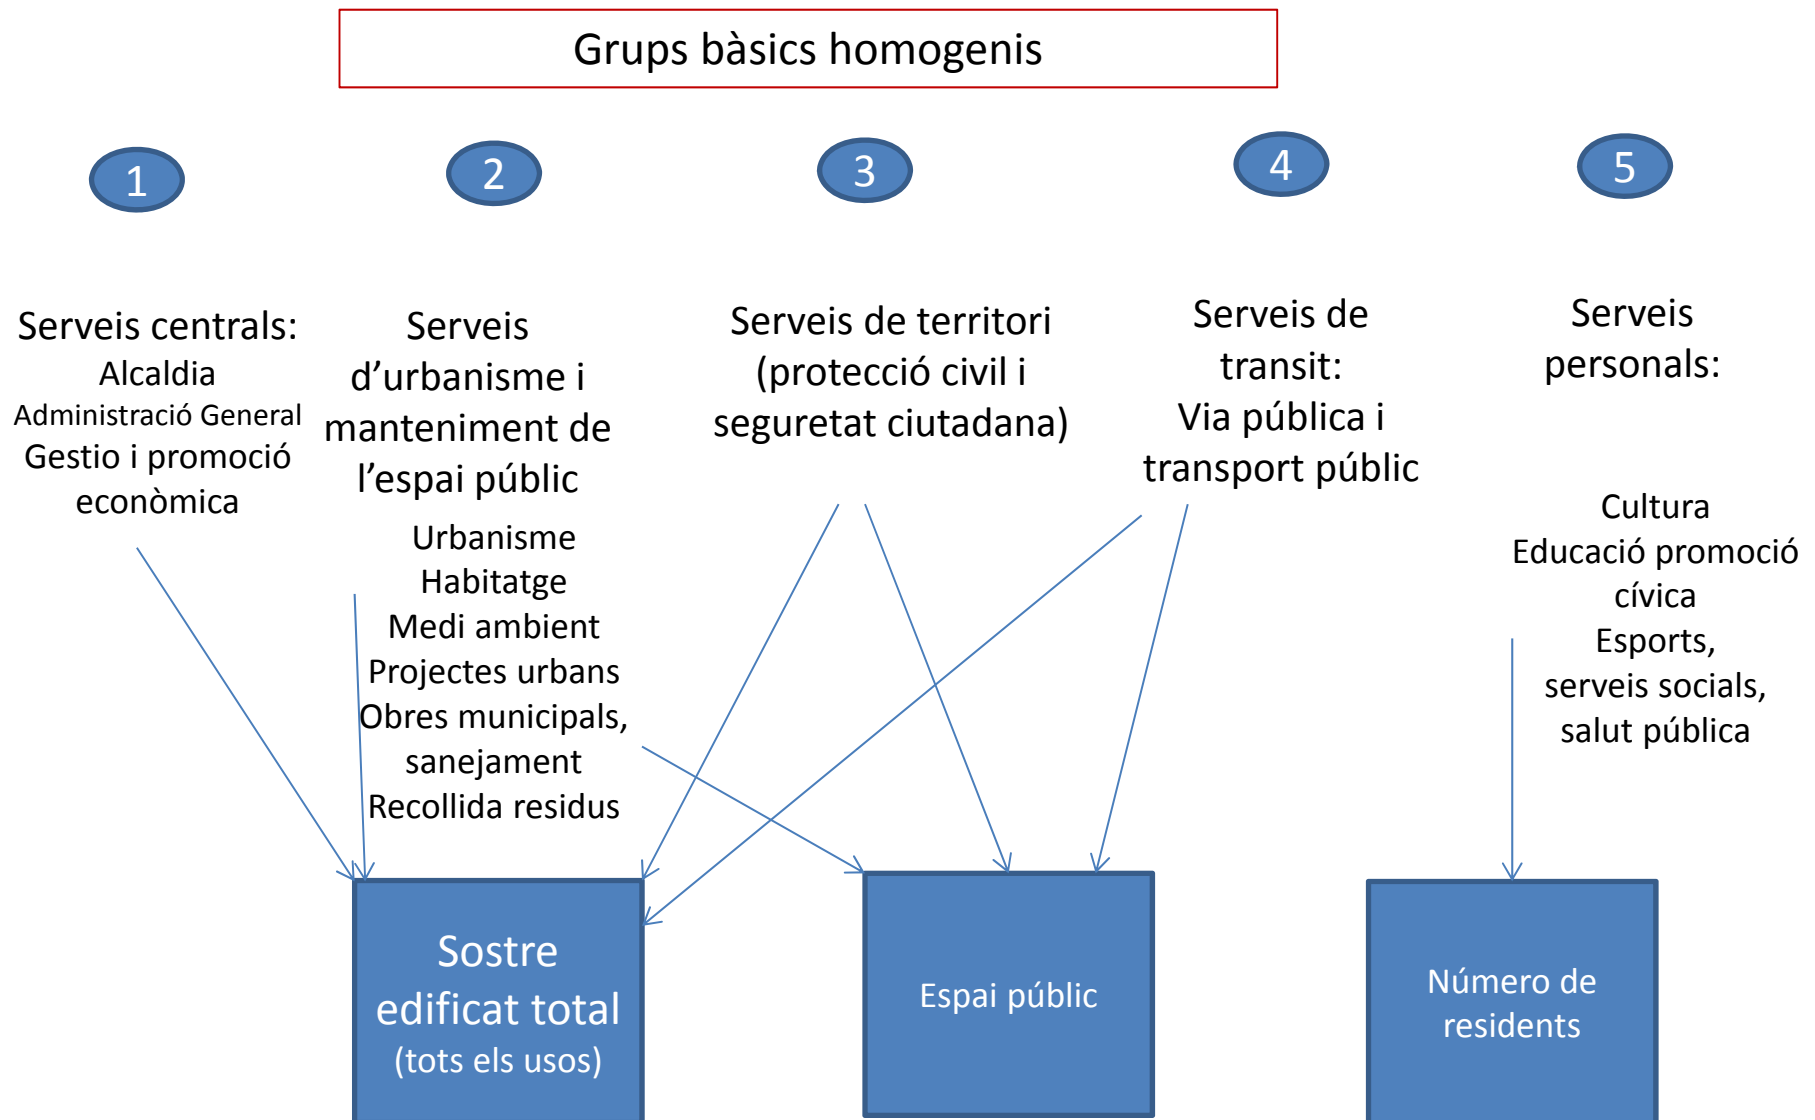 Grups bàsics homogenis
1
2
3
4
5
Serveis centrals:
Alcaldia
Administració General
Gestio i promoció
econòmica
Serveis
d’urbanisme i
manteniment de
l’espai públic
Urbanisme
Habitatge
Medi ambient
Projectes urbans
Obres municipals,
sanejament
Recollida residus
Serveis de territori
(protecció civil i
seguretat ciutadana)
Serveis de
transit:
Via pública i
transport públic
Serveis
personals:
Cultura
Educació promoció
cívica
Esports,
serveis socials,
salut pública
Sostre
edificat total
(tots els usos)
Espai públic
Número de
residents